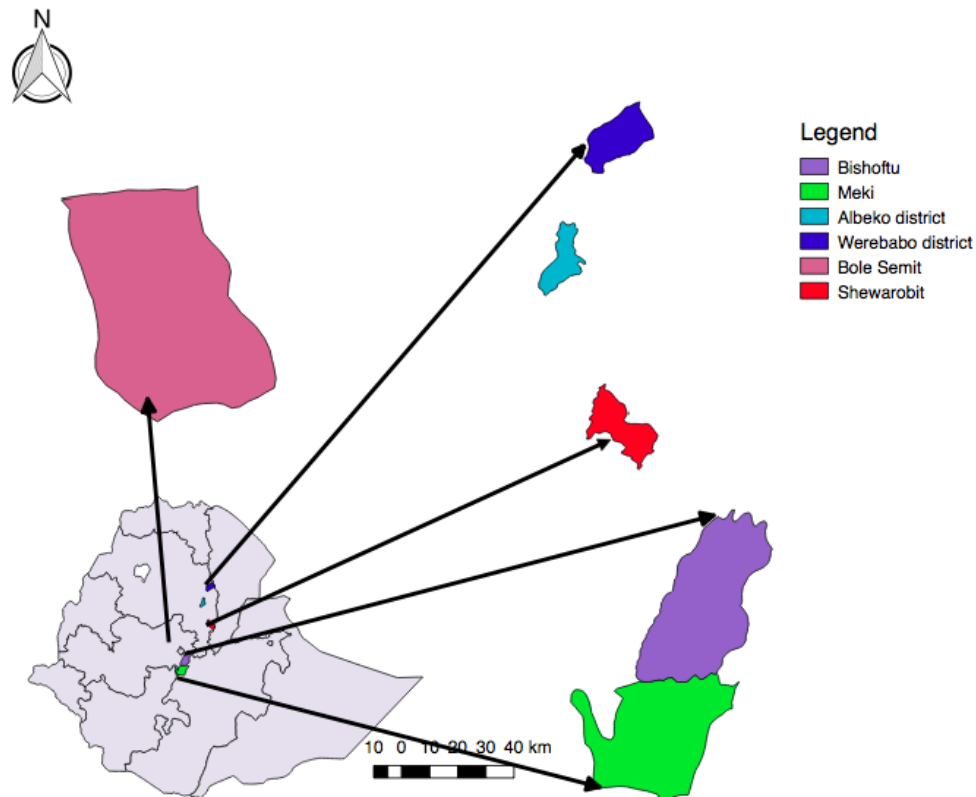 N
Legend
Bishoftu
Meki
Albeko district
Werebabo district
Bole Semit
Shewarobit
10 0 10 20 30 40 km